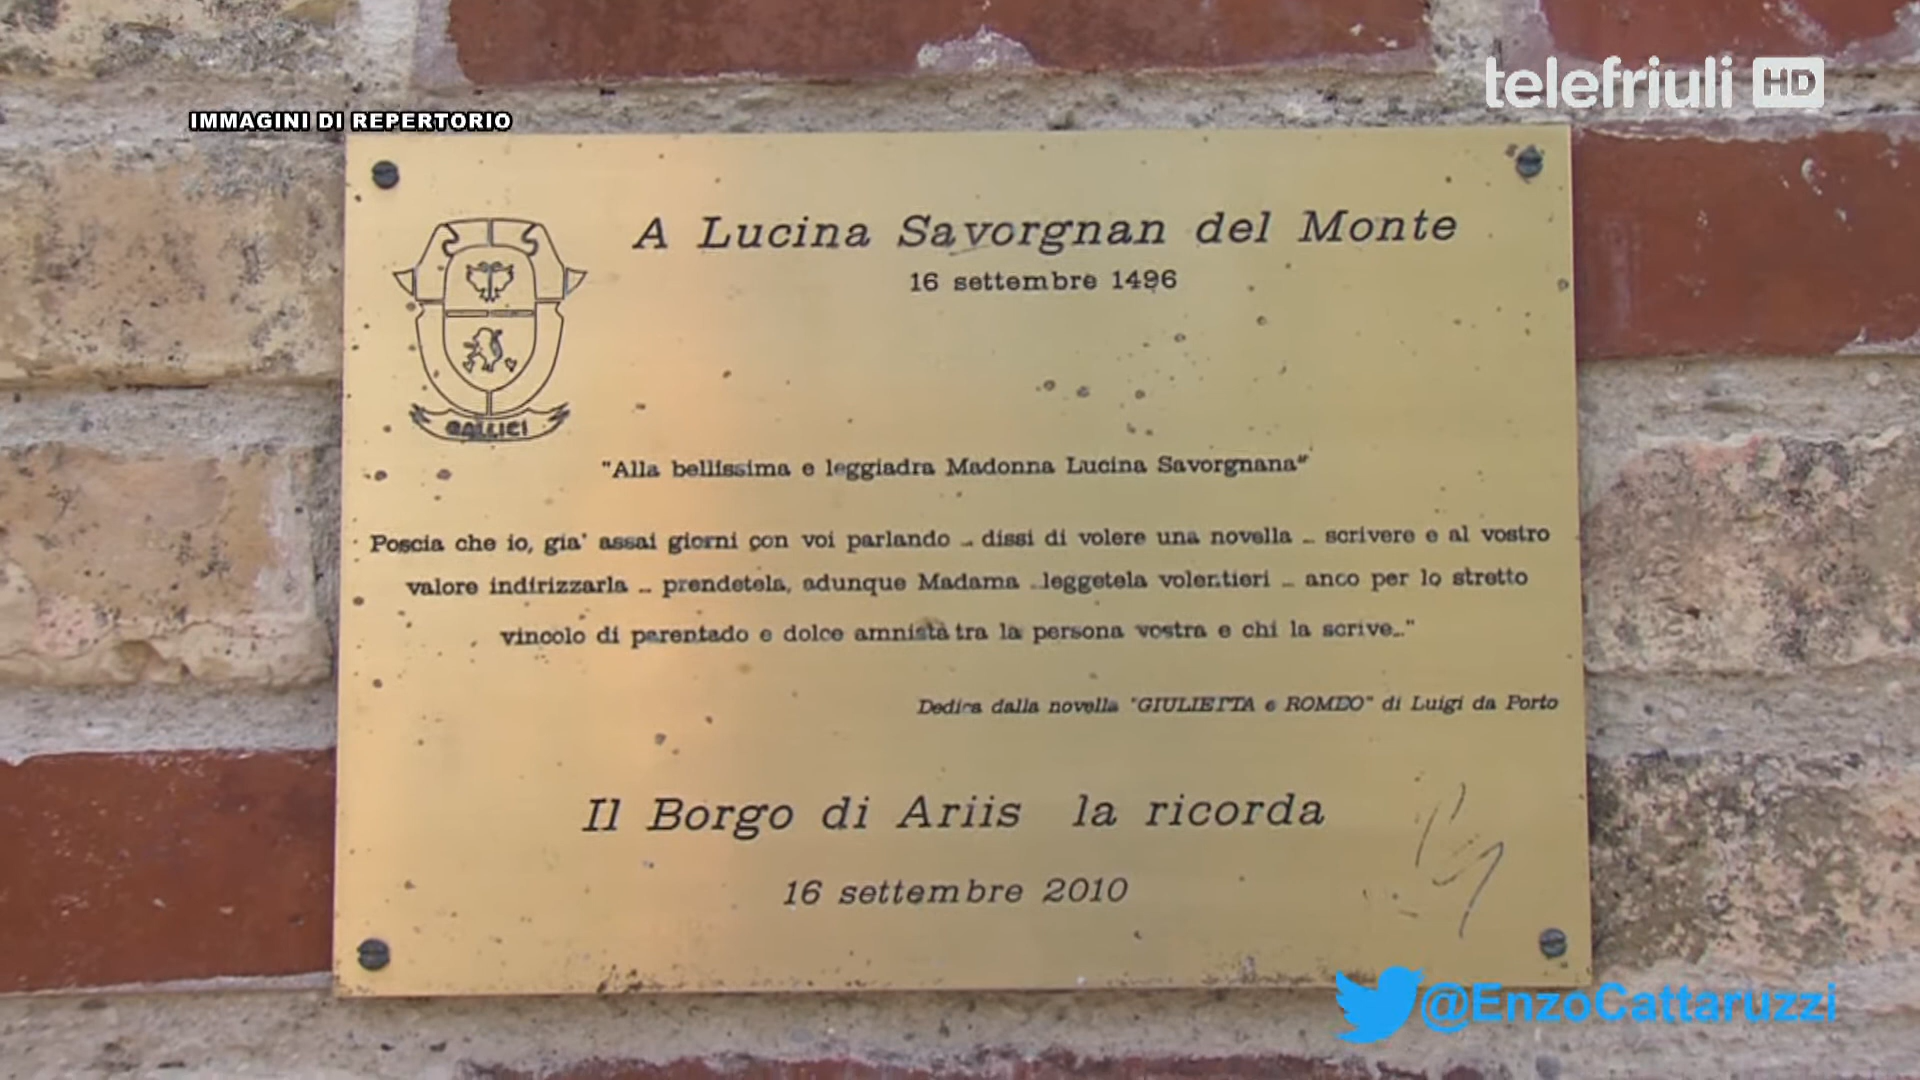 telefriuli HD
IMMAGINI DI REPERTORIO
A Lucina Savorgnan del Monte
16 settembre 1496
GALLICI
"Alla bellissima e leggiadra Madonna Lucina Savorgnana"
Poscia che io, gia' assai giorni con voi parlando ... dissi di volere una novella ... scrivere e al vostro
valore indirizzarla ... prendetela, adunque Madama ...leggetela volentieri ... anco per lo stretto
vincolo di parentado e dolce amnistà tra la persona vostra e chi la scrive..."
Dedica dalla novella "GIULIETTA e ROMEO" di Luigi da Porto
Il Borgo di Ariis la ricorda
16 settembre 2010
@EnzoCattaruzzi